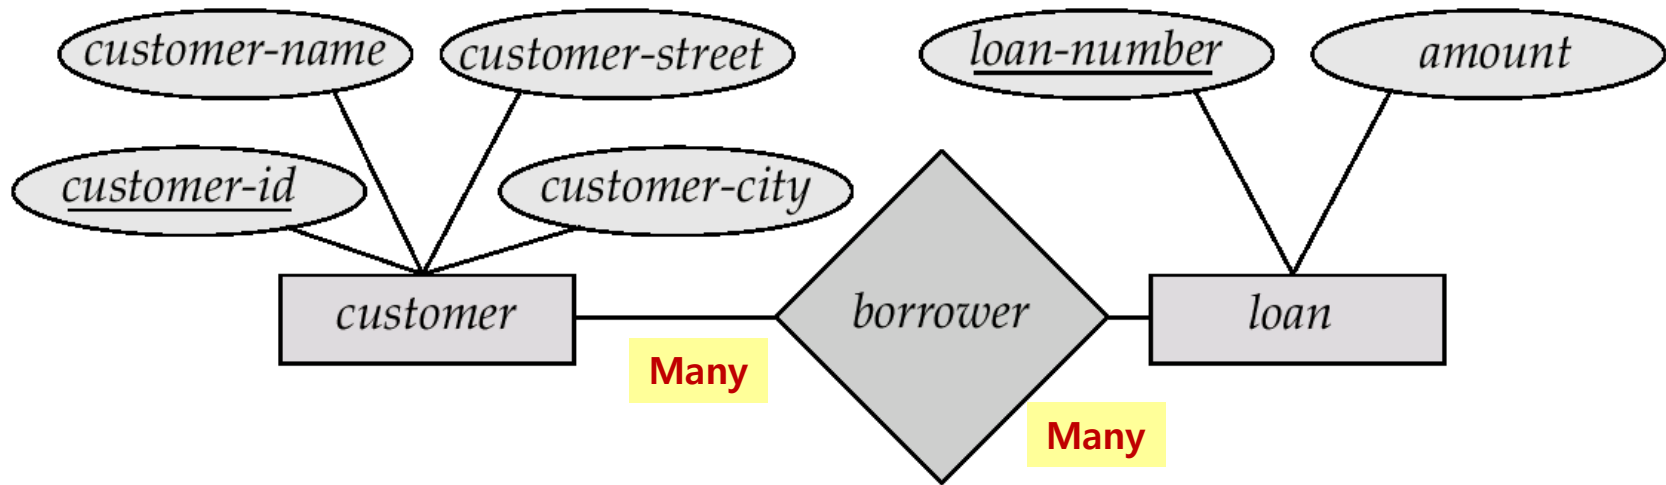 customer-name
customer-street
loan-number
amount
customer-id
customer-city
customer
borrower
loan
Many
Many